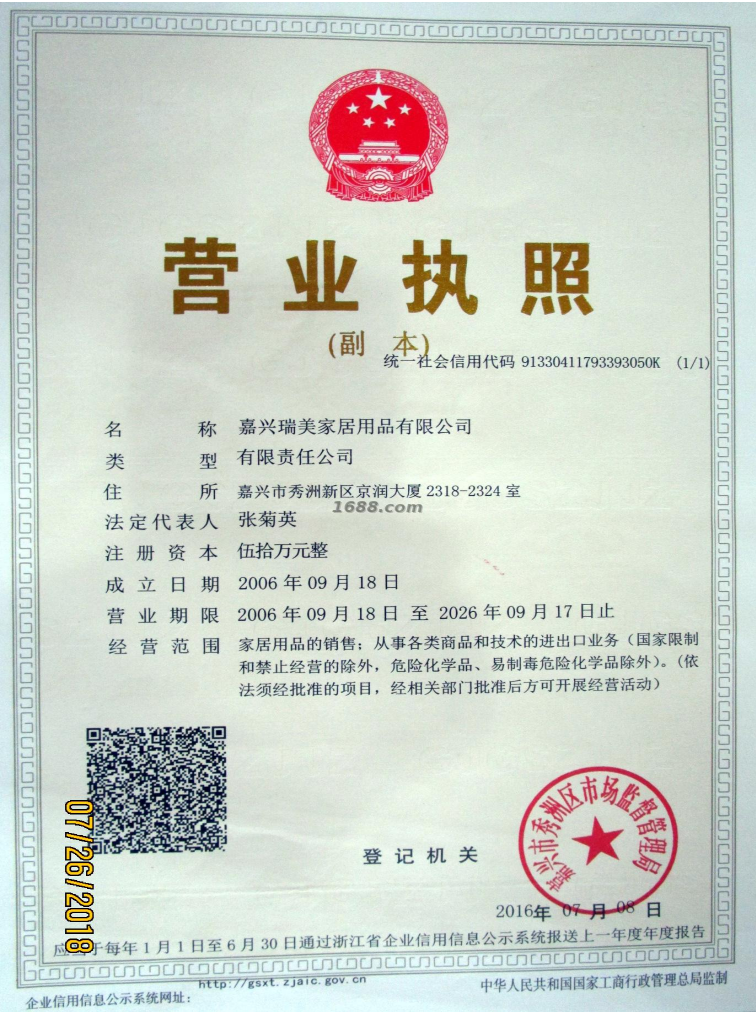 营业执照
(副 本)
统一社会信用代码 91330411793393050K (1/1)
名 称 嘉兴瑞美家居用品有限公司
类 型 有限责任公司
住 所 嘉兴市秀洲新区京润大厦 2318-2324 室
1688.com
法定代表人 张菊英
注册资本 伍拾万元整
成立日期 2006 年 09 月 18 日
营业期限 2006 年 09 月 18 日 至 2026 年 09 月 17 日止
经营范围 家居用品的销售；从事各类商品和技术的进出口业务（国家限制
和禁止经营的除外，危险化学品、易制毒危险化学品除外）。（依
法须经批准的项目，经相关部门批准后方可开展经营活动）
嘉兴市秀洲区市场监督管理局
登记机关
2016年 07 月 08 日
07/26/2018
应 于每年 1 月 1 日至 6 月 30 日通过浙江省企业信用信息公示系统报送上一年度年度报告
http://gsxt.zjaic.gov.cn
企业信用信息公示系统网址：
中华人民共和国国家工商行政管理总局监制